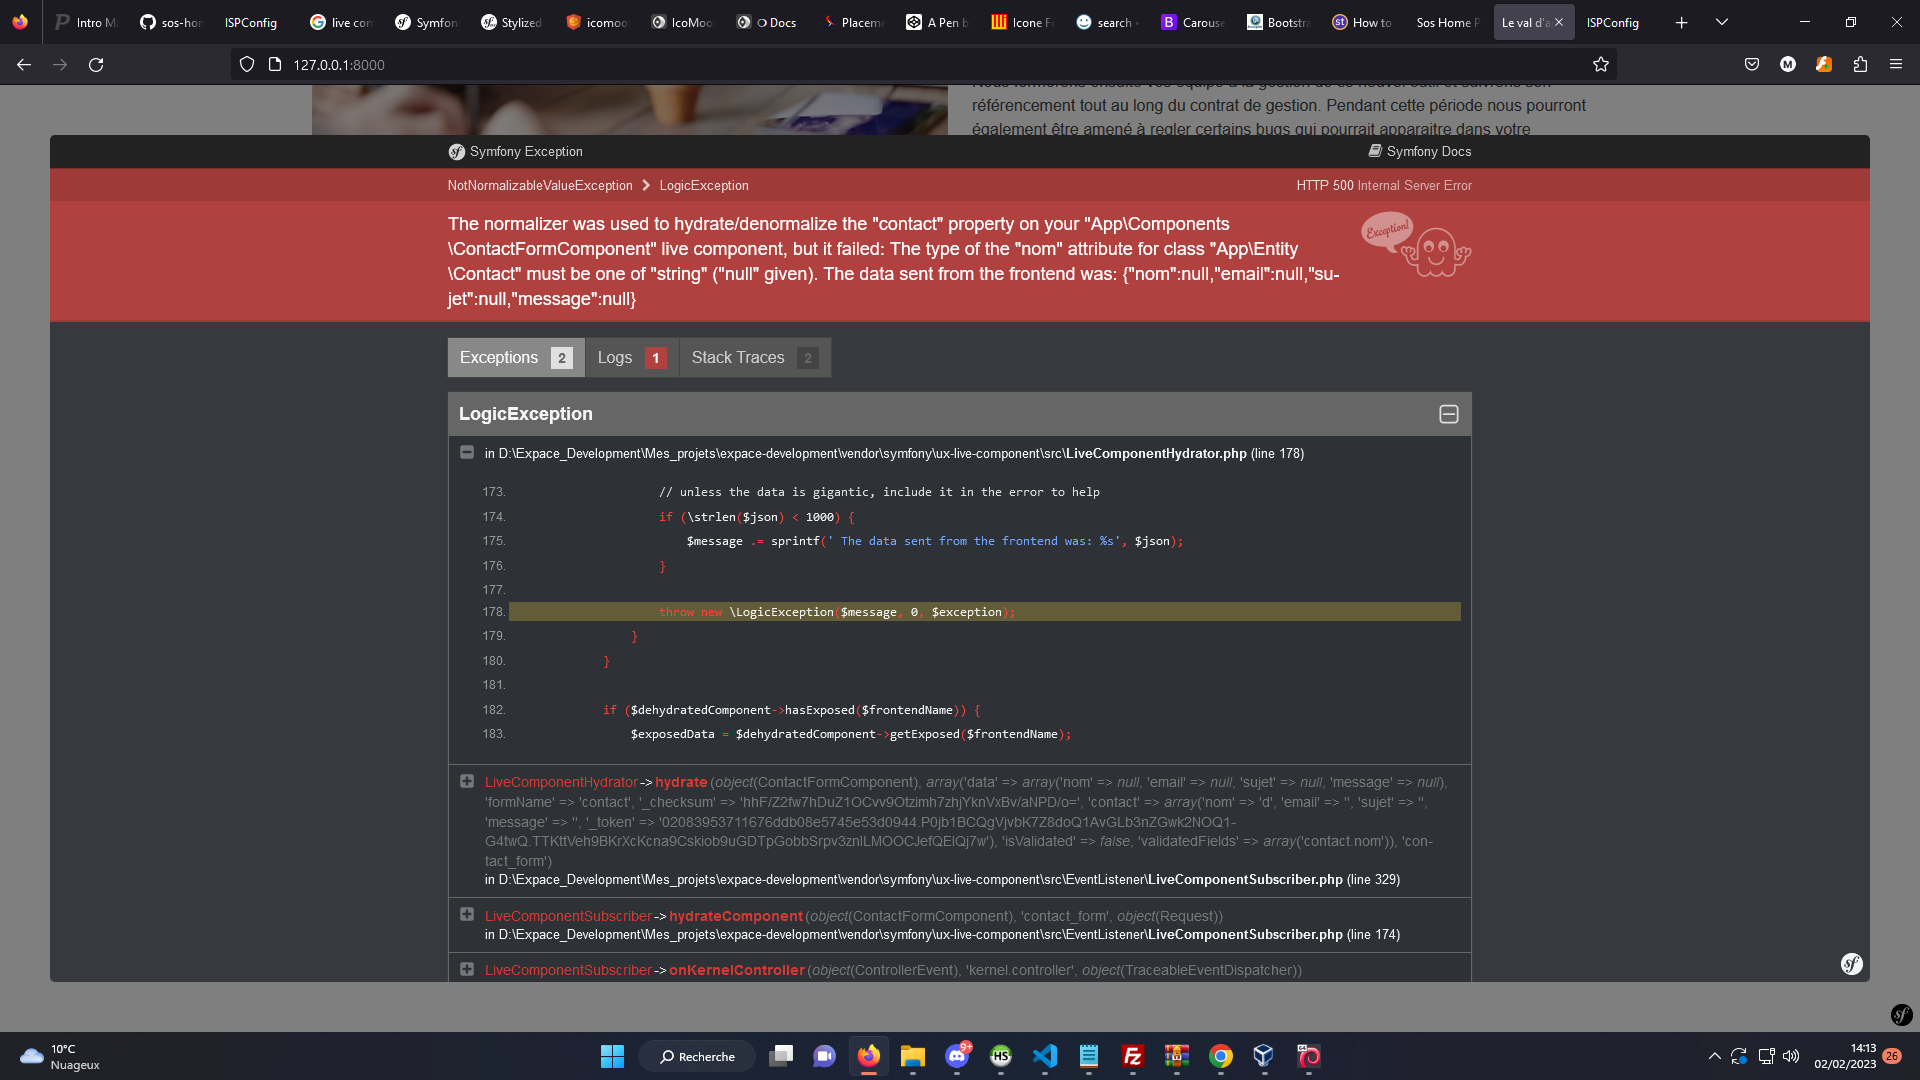 Intro M
sos-hom
ISPConfig
live com
Symfony
Stylized
icomoo
IcoMoo
Docs
Placeme
A Pen b
Icone F
search
Carouse
Bootstra
How to
Sos Home P
Le val d'a
ISPConfig
127.0.0.1:8000
référencement tout au long du contrat de gestion. Pendant cette période nous pourront
également être amené à regler certains bugs qui pourrait apparaitre dans votre
Symfony Exception
Symfony Docs
NotNormalizableValueException > LogicException
HTTP 500 Internal Server Error
The normalizer was used to hydrate/denormalize the "contact" property on your "App\Components
\ContactFormComponent" live component, but it failed: The type of the "nom" attribute for class "App\Entity
\Contact" must be one of "string" ("null" given). The data sent from the frontend was: {"nom":null,"email":null,"su-
jet":null,"message":null}
Exception!
Exceptions 2
Logs 1
Stack Traces 2
LogicException
in D:\Expace_Development\Mes_projets\expace-development\vendor\symfony\ux-live-component\src\LiveComponentHydrator.php (line 178)
173. // unless the data is gigantic, include it in the error to help
174. if (\strlen($json) < 1000) {
175. $message .= sprintf(' The data sent from the frontend was: %s', $json);
176. }
177.
178. throw new \LogicException($message, 0, $exception);
179. }
180. }
181.
182. if ($dehydratedComponent->hasExposed($frontendName)) {
183. $exposedData = $dehydratedComponent->getExposed($frontendName);
LiveComponentHydrator->hydrate(object(ContactFormComponent), array('data' => array('nom' => null, 'email' => null, 'sujet' => null, 'message' => null),
'formName' => 'contact', '_checksum' => 'hhF/Z2fw7hDuZ1OCvv9Otzimh7zhjYknVxBv/aNPD/o=', 'contact' => array('nom' => 'd', 'email' => '', 'sujet' => '',
'message' => '', '_token' => '02083953711676ddb08e5745e53d0944.P0jb1BCQgVjvbK7Z8doQ1AvGLb3nZGwk2NOQ1-
G4twQ.TTKttVeh9BKrXcKcna9Cskiob9uGDTpGobbSrpv3znlLMOOCJefQElQj7w'), 'isValidated' => false, 'validatedFields' => array('contact.nom')), 'con-
tact_form')
in D:\Expace_Development\Mes_projets\expace-development\vendor\symfony\ux-live-component\src\EventListener\LiveComponentSubscriber.php (line 329)
LiveComponentSubscriber->hydrateComponent(object(ContactFormComponent), 'contact_form', object(Request))
in D:\Expace_Development\Mes_projets\expace-development\vendor\symfony\ux-live-component\src\EventListener\LiveComponentSubscriber.php (line 174)
LiveComponentSubscriber->onKernelController(object(ControllerEvent), 'kernel.controller', object(TraceableEventDispatcher))
10°C
Nuageux
Recherche
9+
14:13
02/02/2023
26